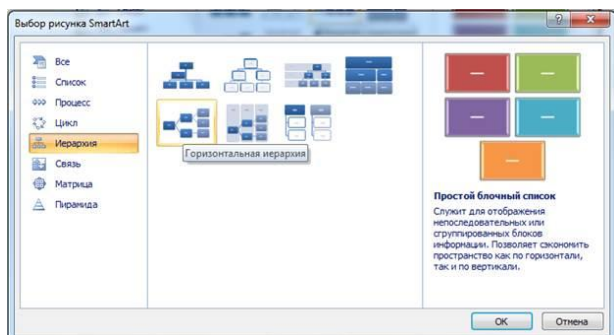 Выбор рисунка SmartArt
Все
Список
Процесс
Цикл
Иерархия
Связь
Матрица
Пирамида
Горизонтальная иерархия
Простой блочный список
Служит для отображения
непоследовательных или
сгруппированных блоков
информации. Позволяет сэкономить
пространство как по горизонтали,
так и по вертикали.
ОК
Отмена